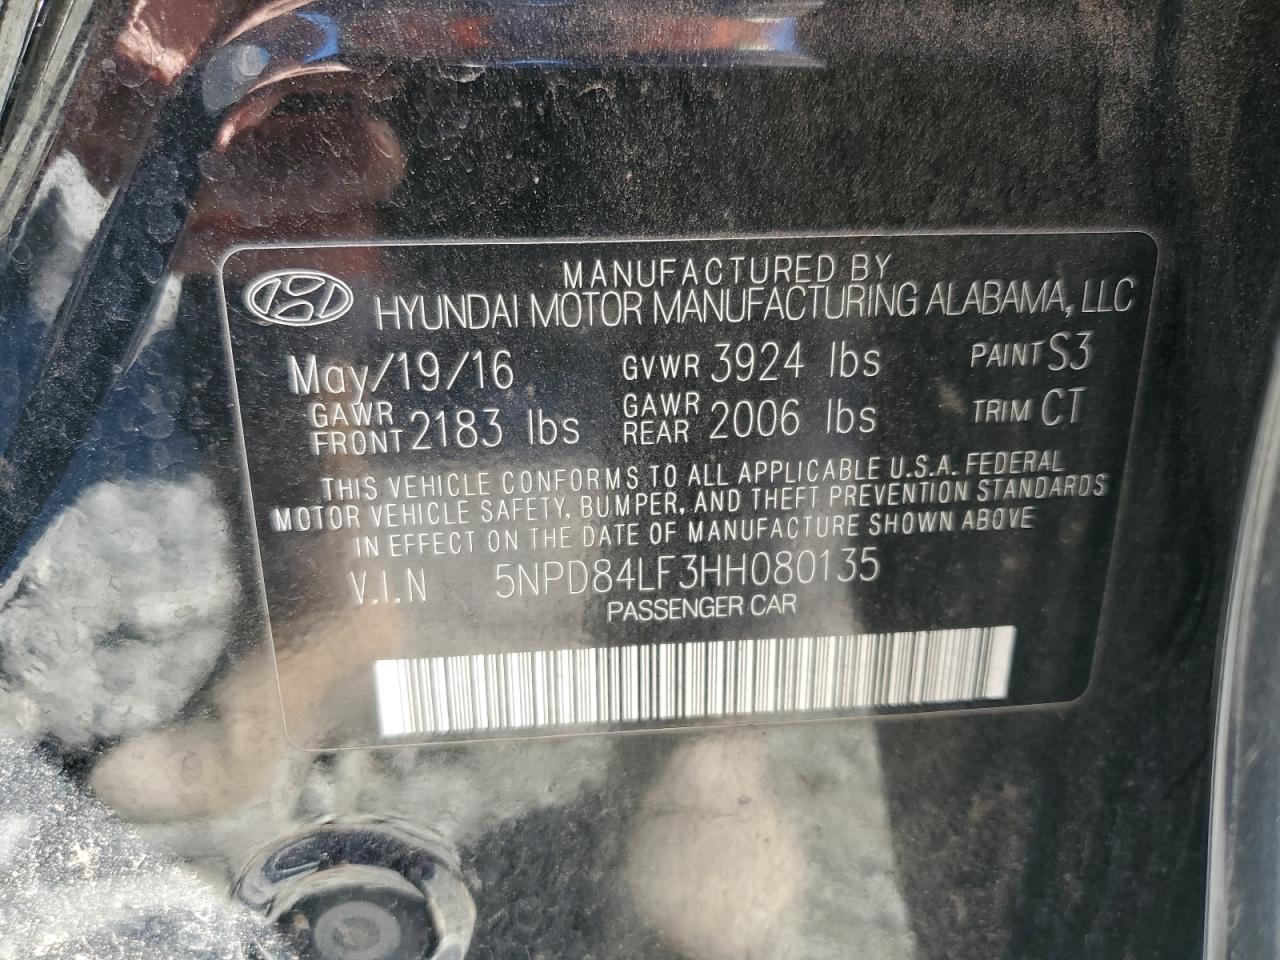 MANUFACTURED BY
HYUNDAI MOTOR MANUFACTURING ALABAMA, LLC
May/19/16 GVWR 3924 lbs PAINT S3
GAWR FRONT 2183 lbs GAWR REAR 2006 lbs TRIM CT
THIS VEHICLE CONFORMS TO ALL APPLICABLE U.S.A. FEDERAL
MOTOR VEHICLE SAFETY, BUMPER, AND THEFT PREVENTION STANDARDS
IN EFFECT ON THE DATE OF MANUFACTURE SHOWN ABOVE
V.I.N 5NPD84LF3HH080135
PASSENGER CAR